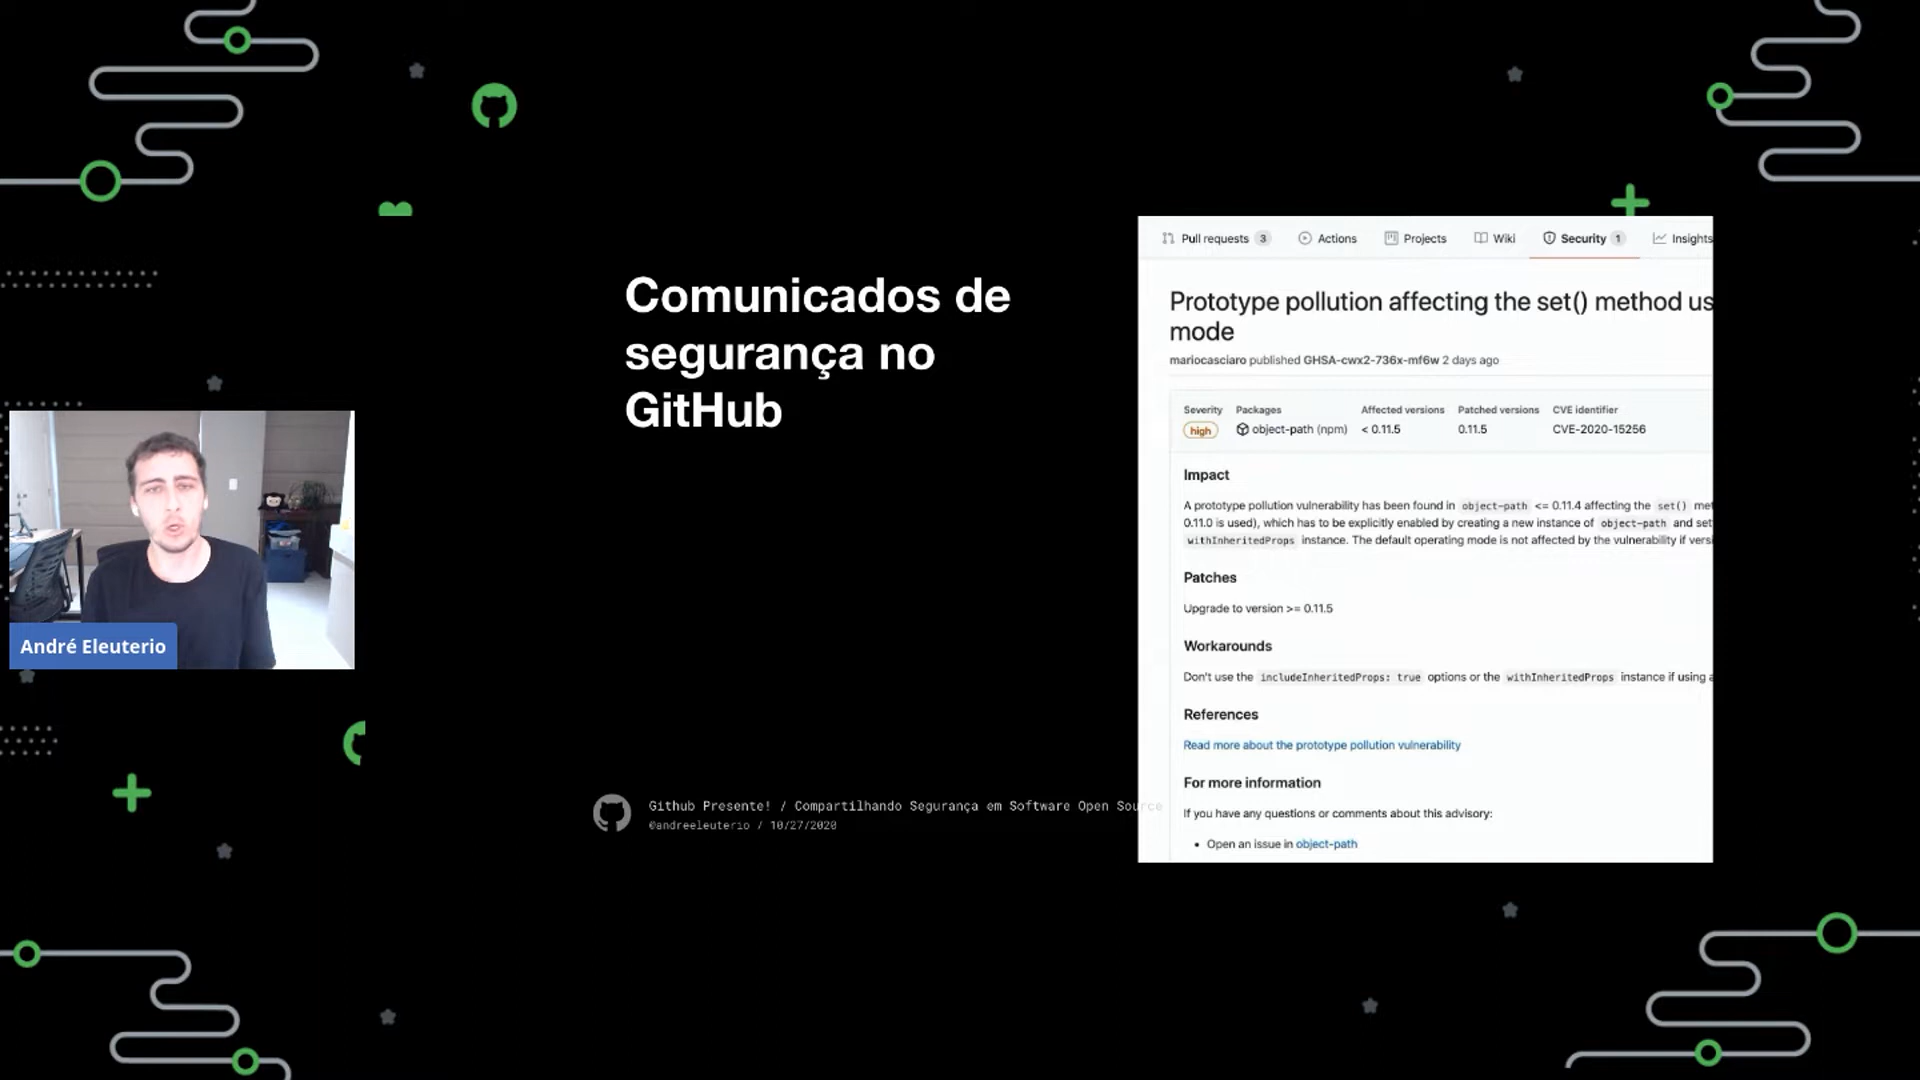 Comunicados de
segurança no
GitHub
André Eleuterio
Github Presente! / Compartilhando Segurança em Software Open Source
@andreeleuterio / 10/27/2020
Pull requests 3 Actions Projects Wiki Security 1 Insights
Prototype pollution affecting the set() method us
mode
mariocasciaro published GHSA-cwx2-736x-mf6w 2 days ago
Severity Packages Affected versions Patched versions CVE identifier
high object-path (npm) < 0.11.5 0.11.5 CVE-2020-15256
Impact
A prototype pollution vulnerability has been found in object-path <= 0.11.4 affecting the set() met
0.11.0 is used), which has to be explicitly enabled by creating a new instance of object-path and set
withInheritedProps instance. The default operating mode is not affected by the vulnerability if versi
Patches
Upgrade to version >= 0.11.5
Workarounds
Don't use the includeInheritedProps: true options or the withInheritedProps instance if using a
References
Read more about the prototype pollution vulnerability
For more information
If you have any questions or comments about this advisory:
• Open an issue in object-path